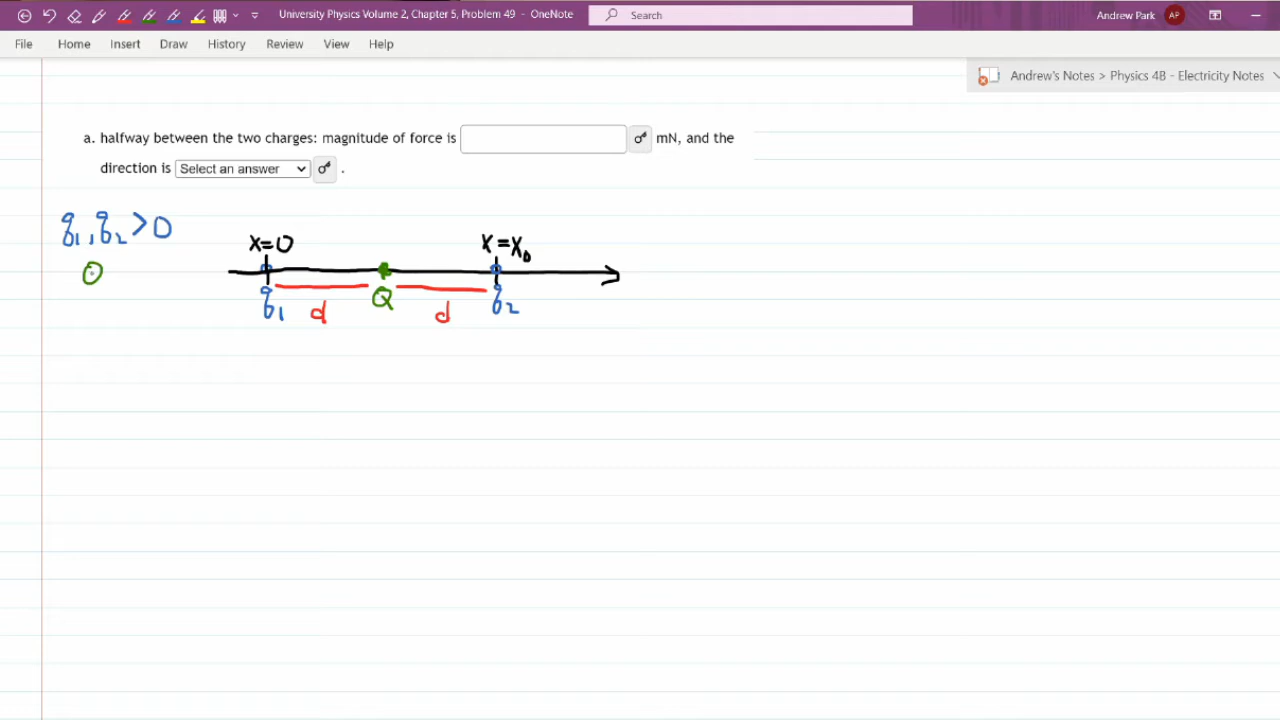 University Physics Volume 2, Chapter 5, Problem 49 - OneNote
Search
Andrew Park
AP
File Home Insert Draw History Review View Help
Andrew's Notes > Physics 4B - Electricity Notes
a. halfway between the two charges: magnitude of force is mN, and the
direction is Select an answer .
q₁, q₂ > 0
x=0 x=x₀
q₁ d Q d q₂